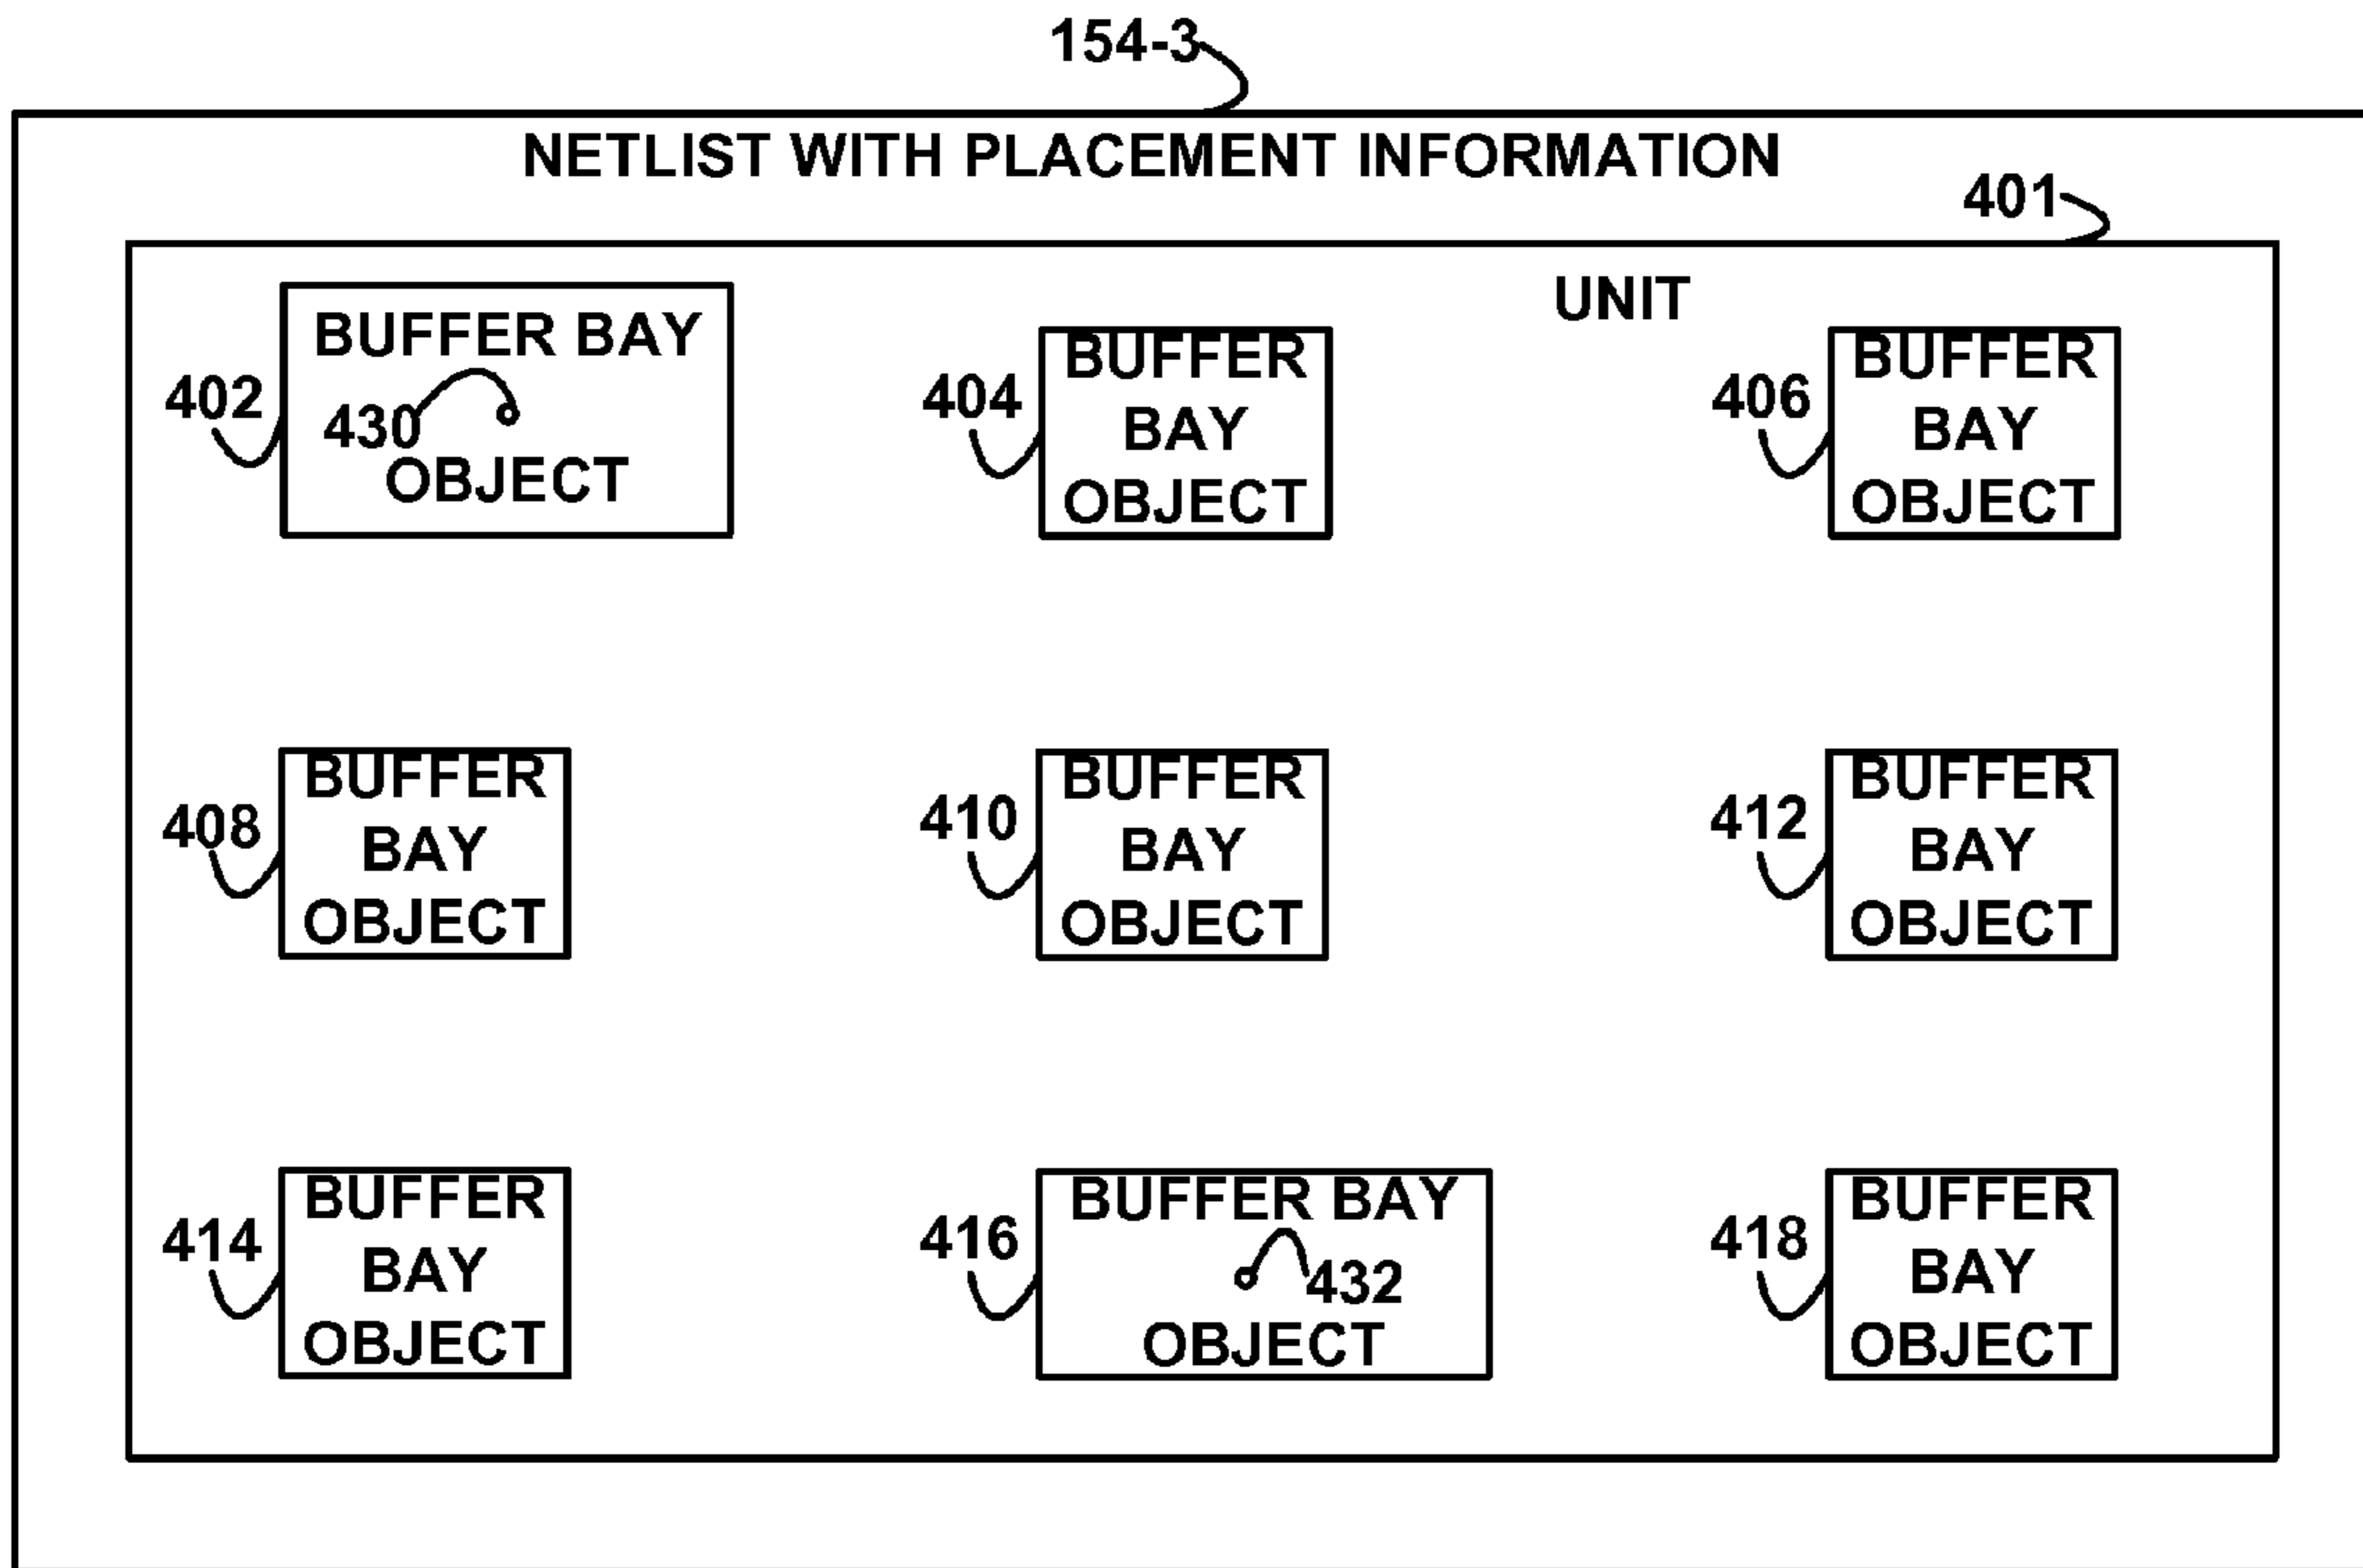 154-3
NETLIST WITH PLACEMENT INFORMATION
401
UNIT
402
BUFFER BAY
430
OBJECT
404
BUFFER
BAY
OBJECT
406
BUFFER
BAY
OBJECT
408
BUFFER
BAY
OBJECT
410
BUFFER
BAY
OBJECT
412
BUFFER
BAY
OBJECT
414
BUFFER
BAY
OBJECT
416
BUFFER BAY
432
OBJECT
418
BUFFER
BAY
OBJECT